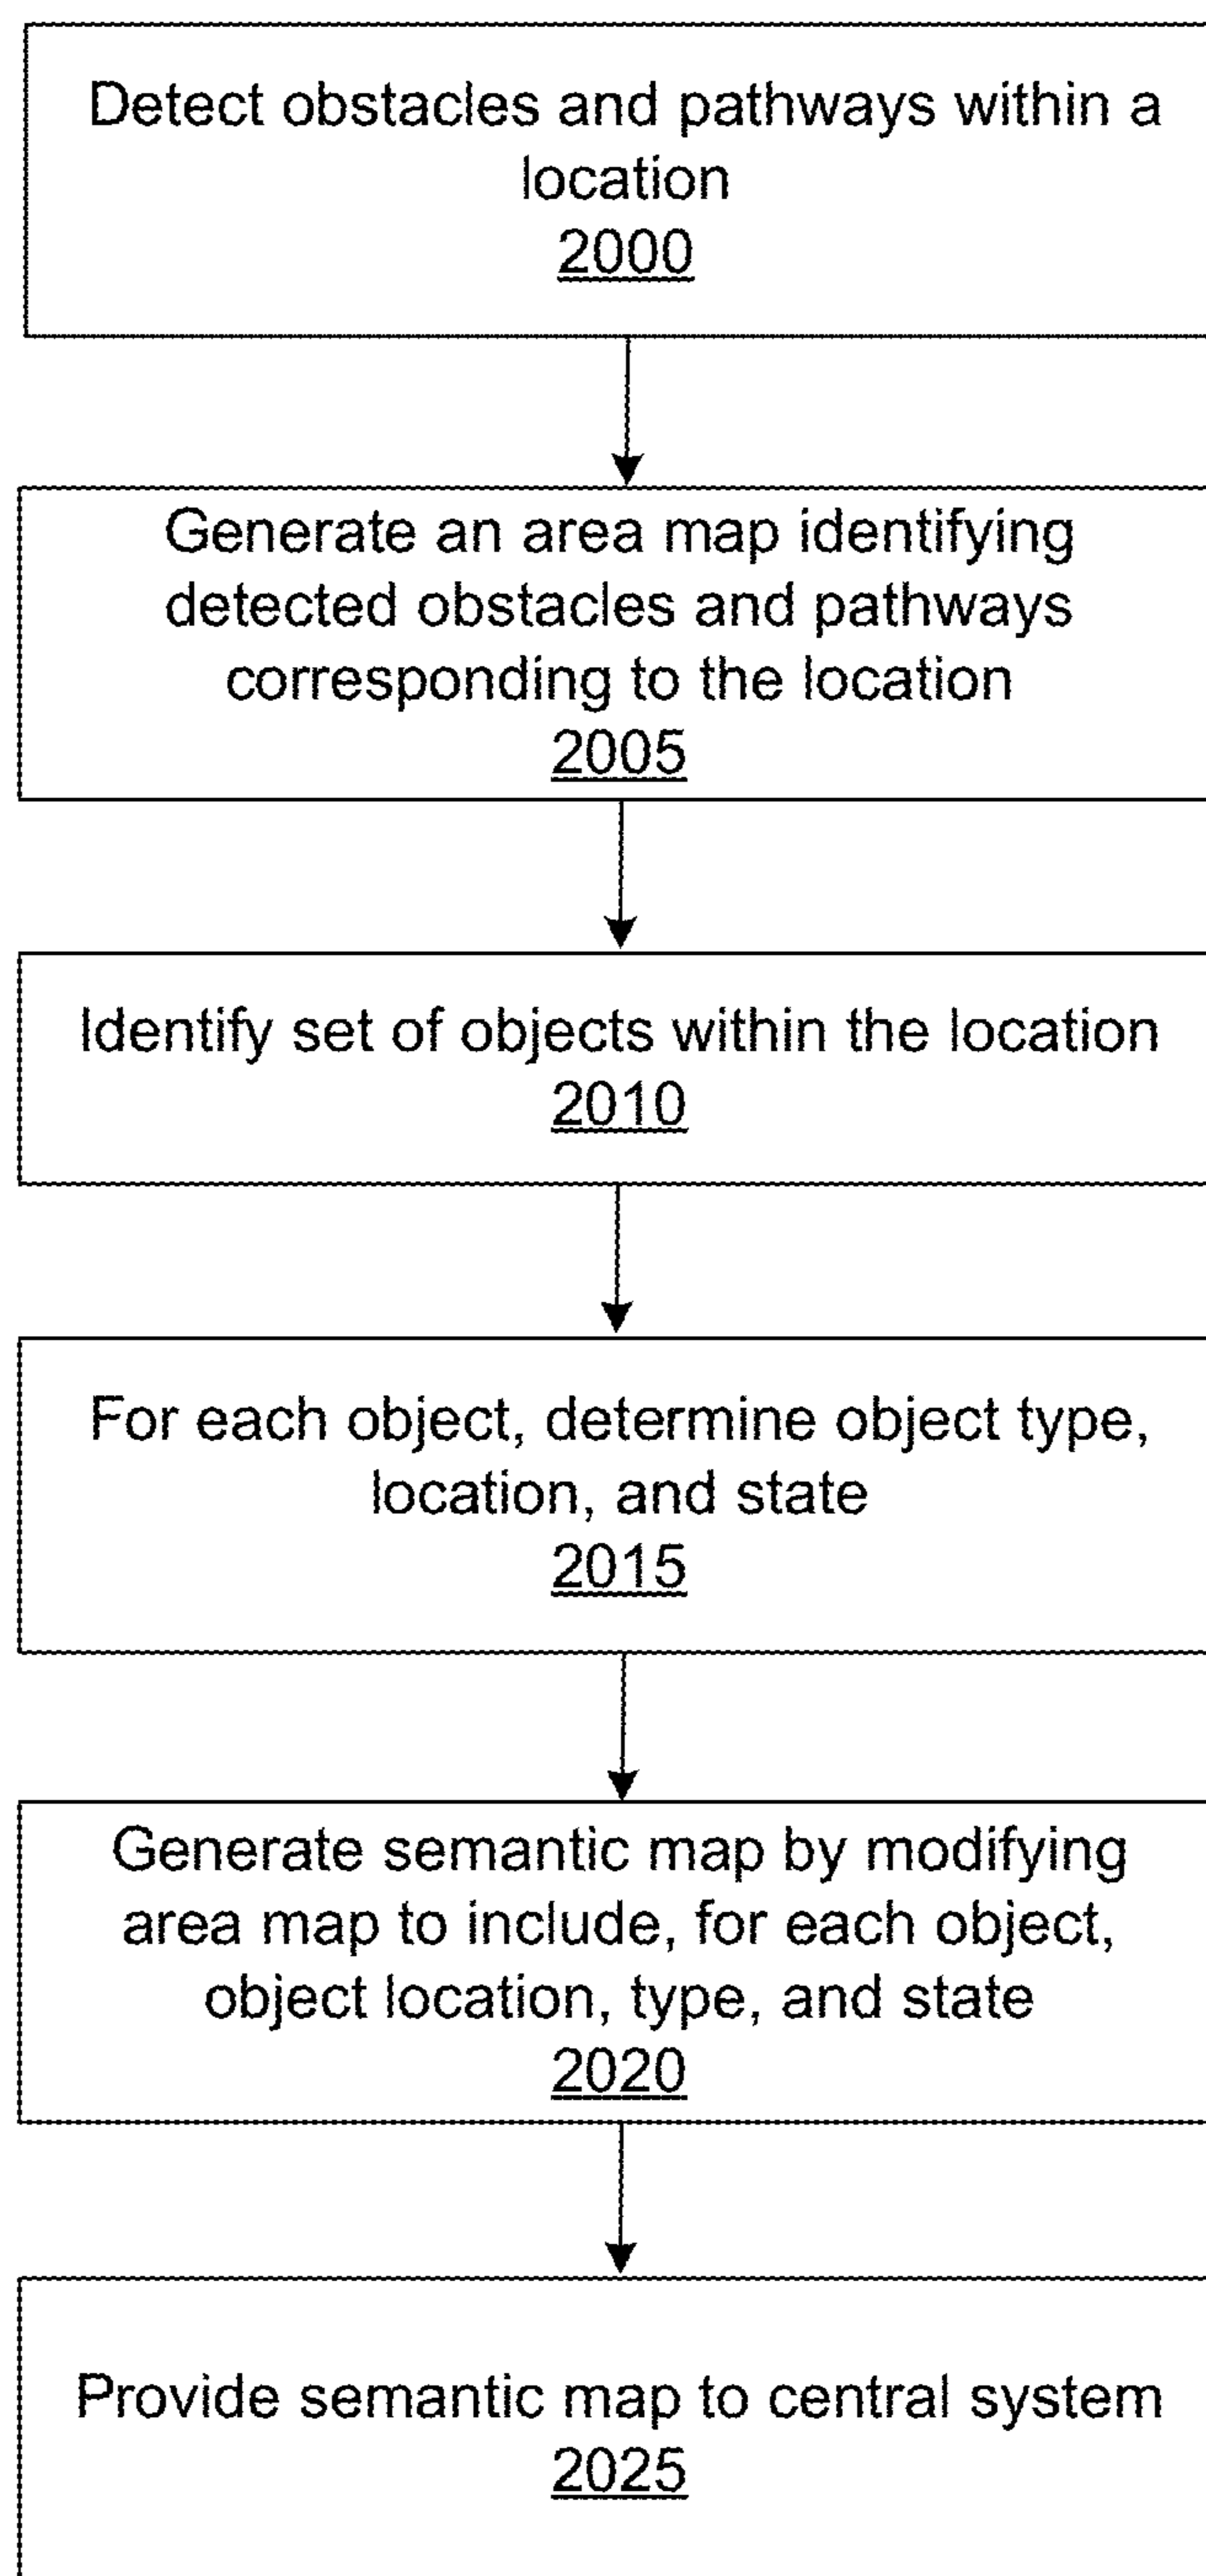 Detect obstacles and pathways within a
location
2000
Generate an area map identifying
detected obstacles and pathways
corresponding to the location
2005
Identify set of objects within the location
2010
For each object, determine object type,
location, and state
2015
Generate semantic map by modifying
area map to include, for each object,
object location, type, and state
2020
Provide semantic map to central system
2025